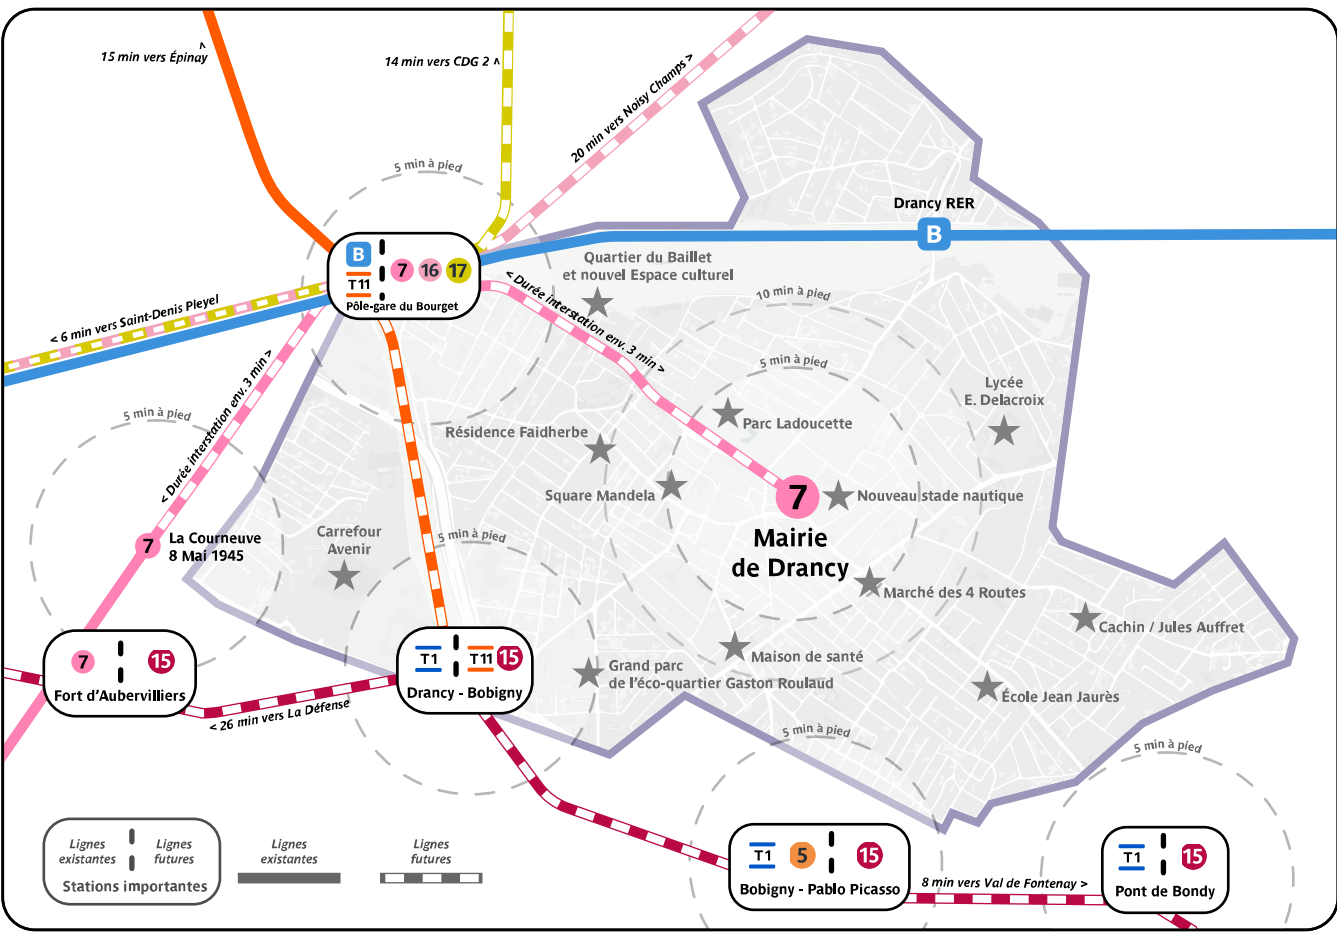 15 min vers Épinay >
14 min vers CDG 2 >
20 min vers Noisy Champs >
5 min à pied
Drancy RER
B
B
T11
7
16
17
Pôle-gare du Bourget
Quartier du Baillet
et nouvel Espace culturel
< Durée interstation env. 3 min >
< 6 min vers Saint-Denis Pleyel
10 min à pied
5 min à pied
< Durée interstation env. 3 min >
Lycée
E. Delacroix
5 min à pied
Parc Ladoucette
Résidence Faidherbe
Square Mandela
7
Nouveau stade nautique
Mairie
de Drancy
7
La Courneuve
8 Mai 1945
Carrefour
Avenir
5 min à pied
Marché des 4 Routes
Cachin / Jules Auffret
7
15
Fort d'Aubervilliers
T1
T11
15
Drancy - Bobigny
Maison de santé
Grand parc
de l'éco-quartier Gaston Roulaud
École Jean Jaurès
< 26 min vers La Défense
5 min à pied
5 min à pied
Lignes
existantes
Lignes
futures
Stations importantes
Lignes
existantes
Lignes
futures
T1
5
15
Bobigny - Pablo Picasso
8 min vers Val de Fontenay >
T1
15
Pont de Bondy